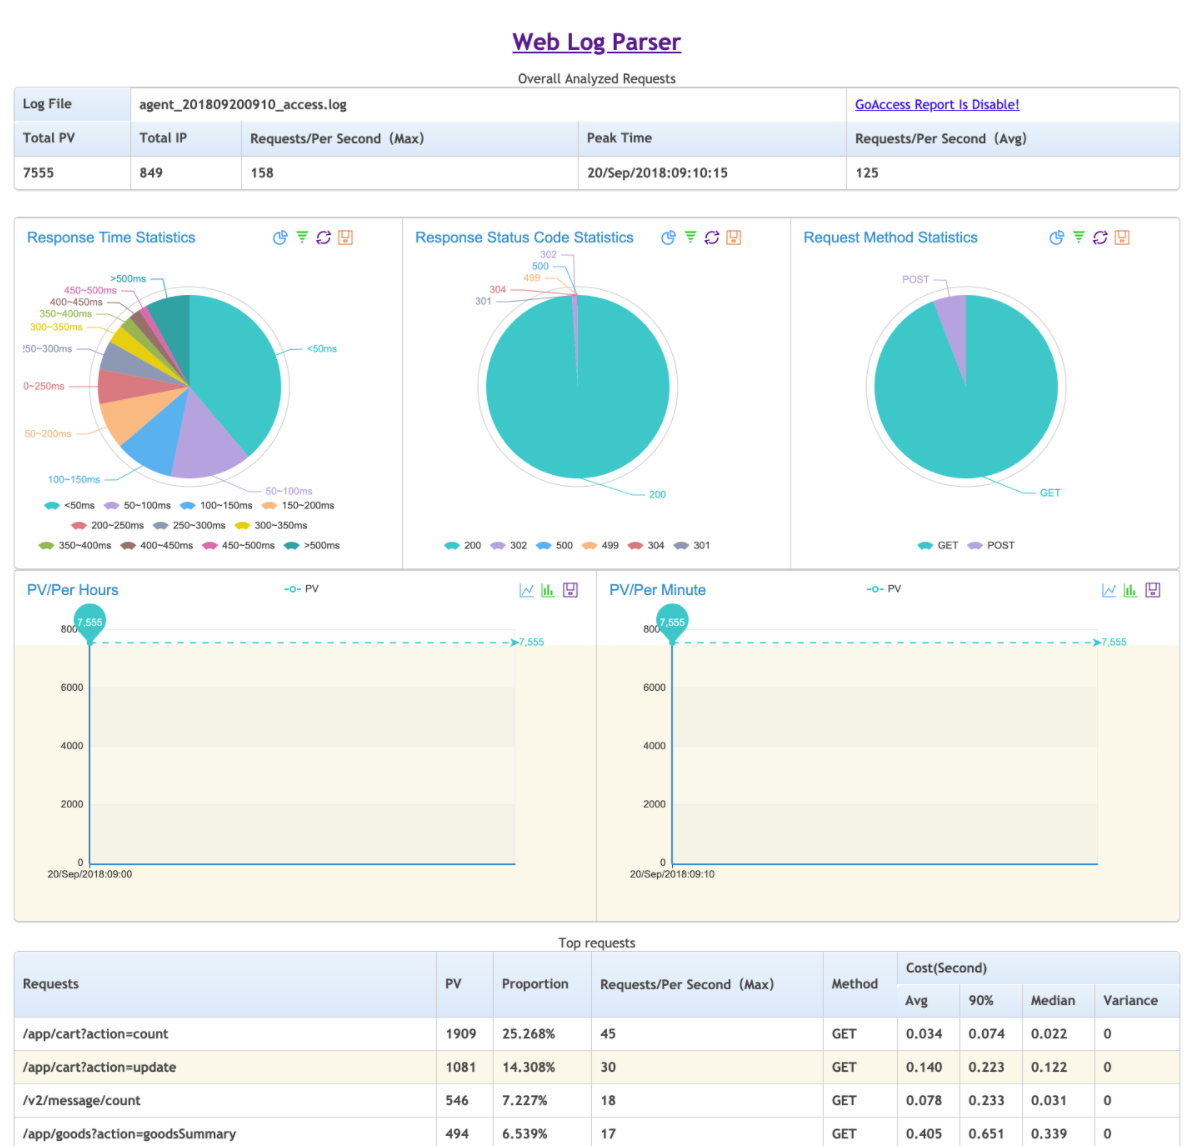 Web Log Parser
Overall Analyzed Requests
Log File agent_201809200910_access.log GoAccess Report Is Disable!
Total PV Total IP Requests/Per Second (Max) Peak Time Requests/Per Second (Avg)
7555 849 158 20/Sep/2018:09:10:15 125
Response Time Statistics
>500ms
450~500ms
400~450ms
350~400ms
300~350ms
250~300ms
0~250ms
50~200ms
100~150ms
50~100ms
<50ms
<50ms 50~100ms 100~150ms 150~200ms
200~250ms 250~300ms 300~350ms
350~400ms 400~450ms 450~500ms >500ms
Response Status Code Statistics
302
500
499
304
301
200
200 302 500 499 304 301
Request Method Statistics
POST
GET
GET POST
PV/Per Hours PV
7,555
800
7,555
6000
4000
2000
0
20/Sep/2018:09:00
PV/Per Minute PV
7,555
800
7,555
6000
4000
2000
0
20/Sep/2018:09:10
Top requests
Requests PV Proportion Requests/Per Second (Max) Method Cost(Second)
Avg 90% Median Variance
/app/cart?action=count 1909 25.268% 45 GET 0.034 0.074 0.022 0
/app/cart?action=update 1081 14.308% 30 GET 0.140 0.223 0.122 0
/v2/message/count 546 7.227% 18 GET 0.078 0.233 0.031 0
/app/goods?action=goodsSummary 494 6.539% 17 GET 0.405 0.651 0.339 0